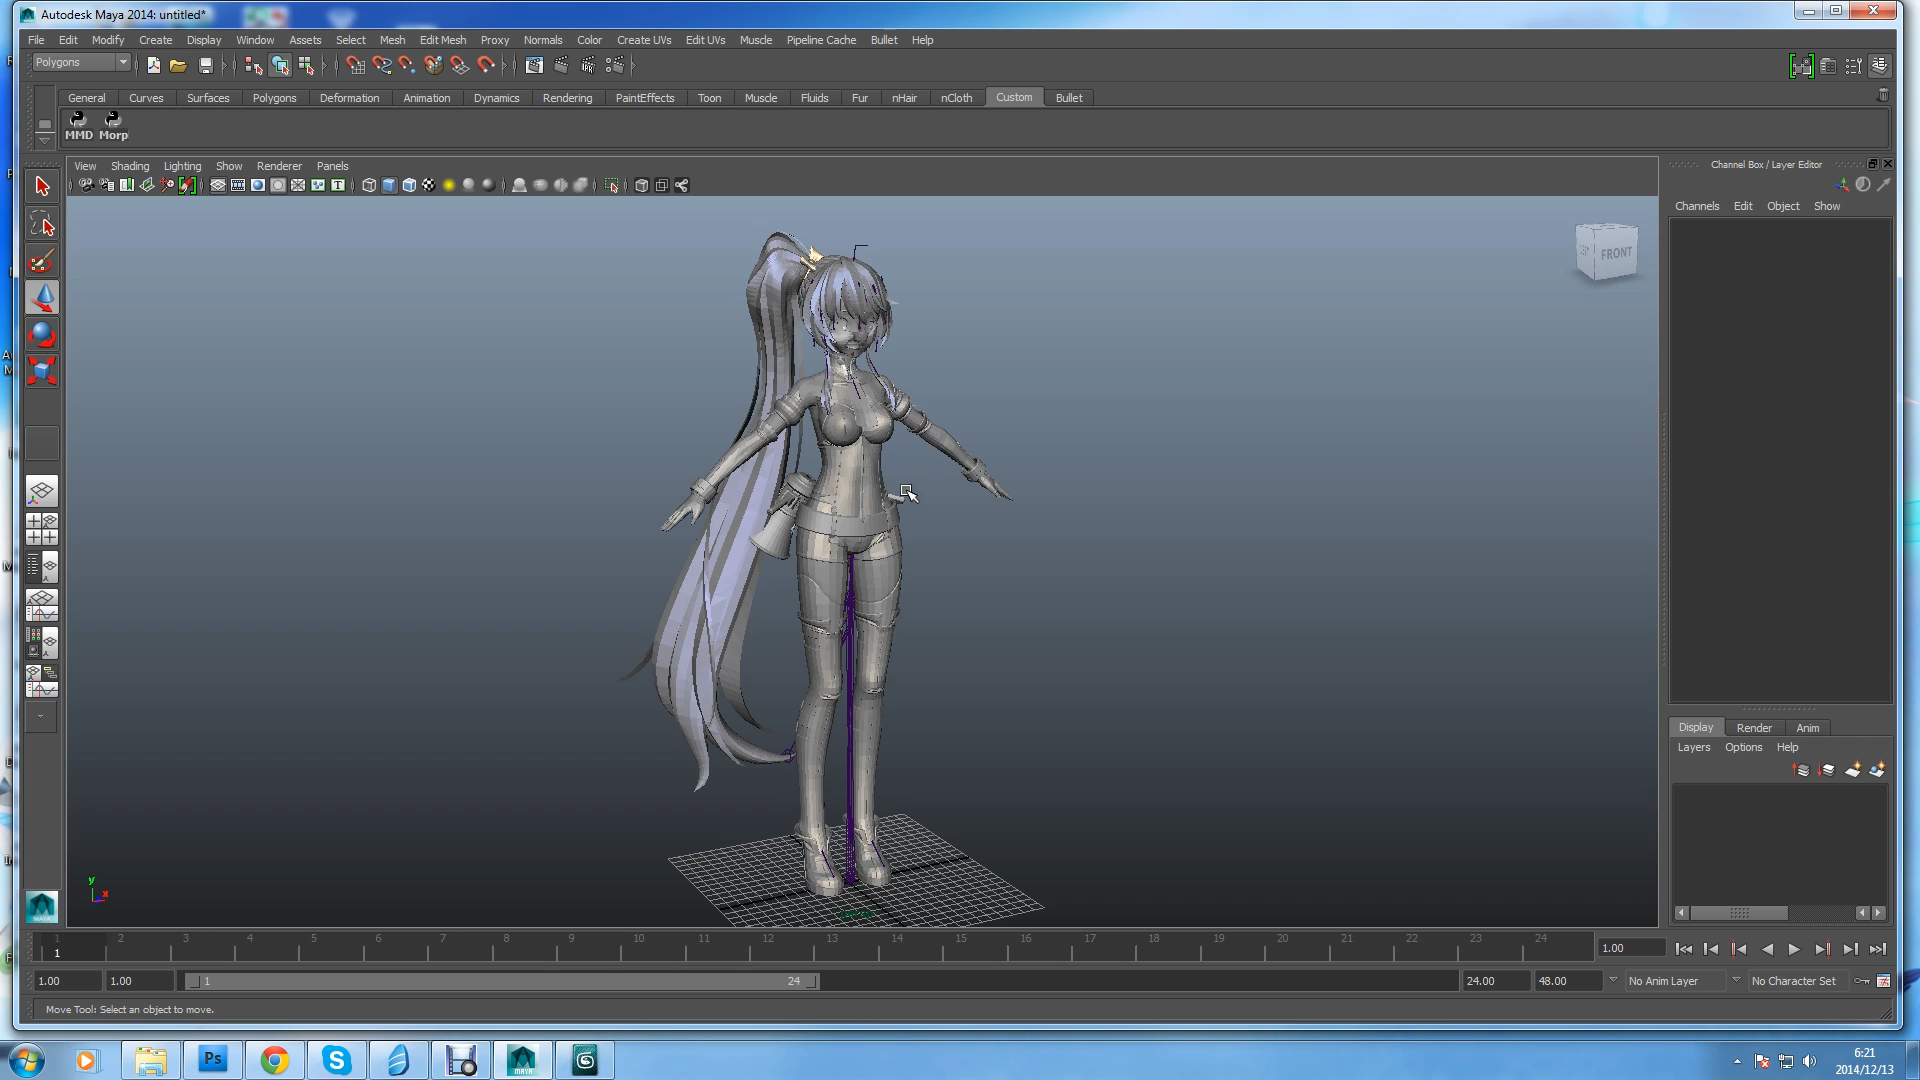 Autodesk Maya 2014: untitled*
File Edit Modify Create Display Window Assets Select Mesh Edit Mesh Proxy Normals Color Create UVs Edit UVs Muscle Pipeline Cache Bullet Help
Polygons
General Curves Surfaces Polygons Deformation Animation Dynamics Rendering PaintEffects Toon Muscle Fluids Fur nHair nCloth Custom Bullet
MMD Morp
View Shading Lighting Show Renderer Panels
Channel Box / Layer Editor
Channels Edit Object Show
FRONT
Display Render Anim
Layers Options Help
y
x
MAYA
1 2 3 4 5 6 7 8 9 10 11 12 13 14 15 16 17 18 19 20 21 22 23 24
1
1.00
1.00 1.00 1 24 24.00 48.00 No Anim Layer No Character Set
Move Tool: Select an object to move.
Ps
MAYA
6:21
2014/12/13